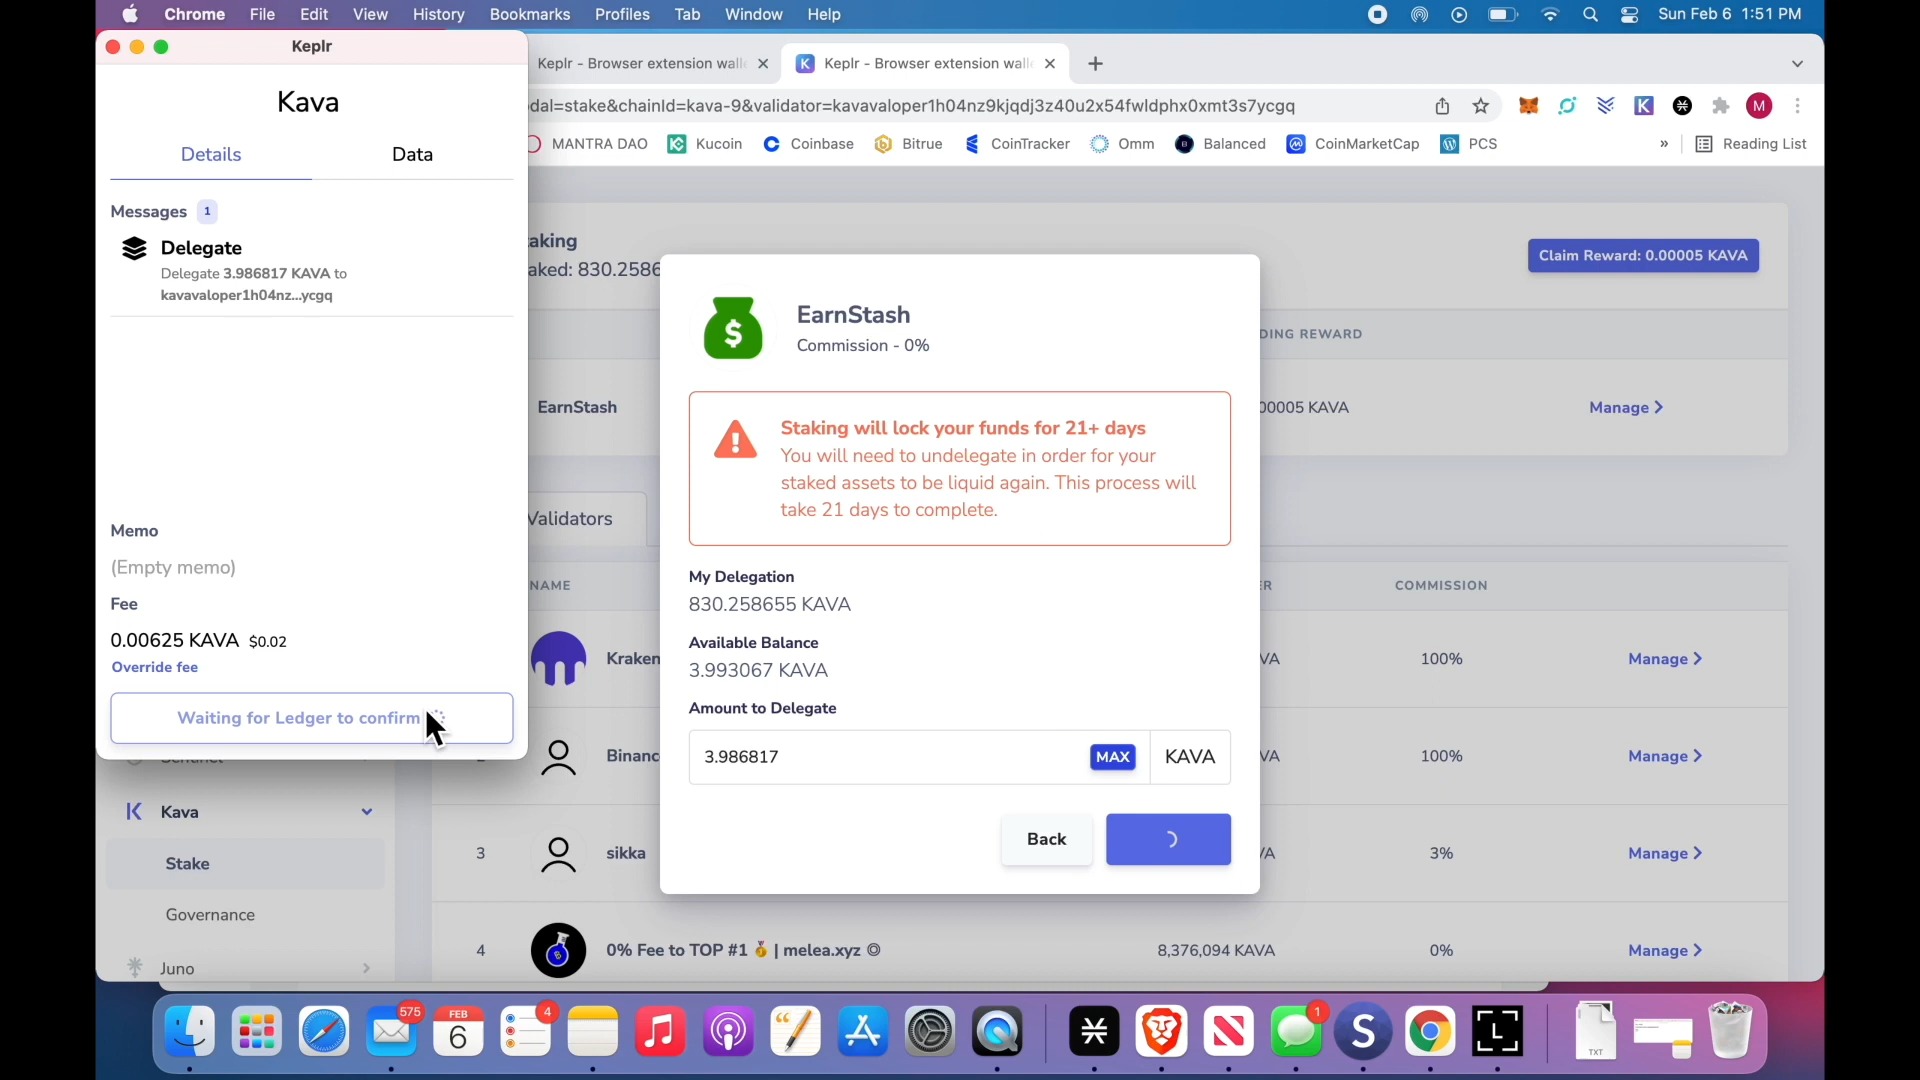 Chrome File Edit View History Bookmarks Profiles Tab Window Help
Sun Feb 6 1:51 PM
Keplr
Kava
Details
Data
Messages 1
Delegate
Delegate 3.986817 KAVA to
kavavaloper1h04nz...ycgq
Memo
(Empty memo)
Fee
0.00625 KAVA $0.02
Override fee
Waiting for Ledger to confirm
Keplr - Browser extension wall
Keplr - Browser extension wall
dal=stake&chainId=kava-9&validator=kavavaloper1h04nz9kjqdj3z40u2x54fwldphx0xmt3s7ycgq
M
MANTRA DAO Kucoin Coinbase Bitrue CoinTracker Omm Balanced CoinMarketCap PCS » Reading List
aking
aked: 830.2586
Claim Reward: 0.00005 KAVA
DING REWARD
EarnStash
00005 KAVA
Manage
Validators
NAME
ER
COMMISSION
Kraken
VA
100%
Manage
Binanc
VA
100%
Manage
3
sikka
VA
3%
Manage
4
0% Fee to TOP #1 🥇 | melea.xyz
8,376,094 KAVA
0%
Manage
EarnStash
Commission - 0%
Staking will lock your funds for 21+ days
You will need to undelegate in order for your
staked assets to be liquid again. This process will
take 21 days to complete.
My Delegation
830.258655 KAVA
Available Balance
3.993067 KAVA
Amount to Delegate
3.986817
MAX
KAVA
Back
Kava
Stake
Governance
Juno
575
FEB
6
4
1
TXT